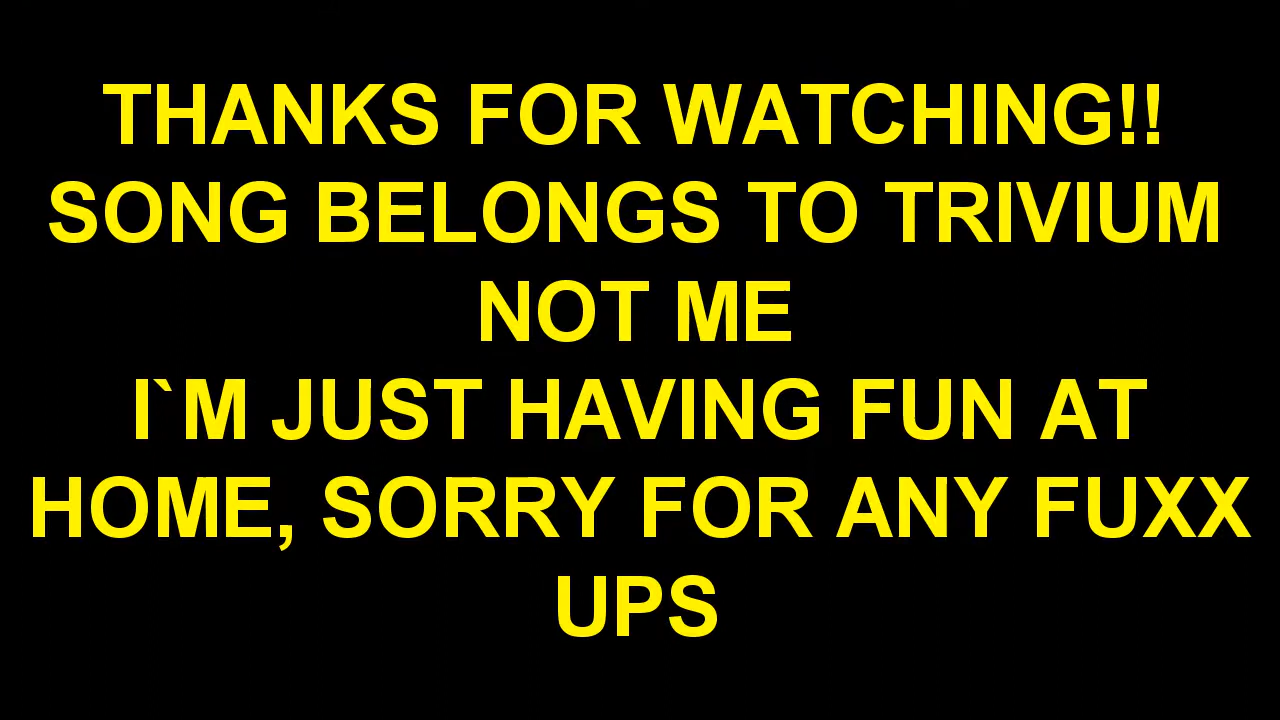 THANKS FOR WATCHING!!
SONG BELONGS TO TRIVIUM
NOT ME
I`M JUST HAVING FUN AT
HOME, SORRY FOR ANY FUXX
UPS